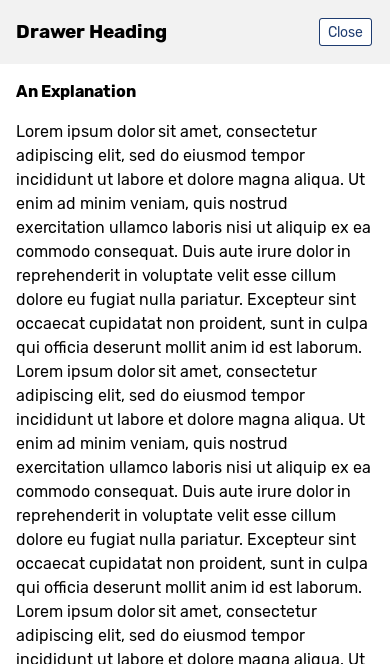 Drawer Heading
Close
An Explanation
Lorem ipsum dolor sit amet, consectetur
adipiscing elit, sed do eiusmod tempor
incididunt ut labore et dolore magna aliqua. Ut
enim ad minim veniam, quis nostrud
exercitation ullamco laboris nisi ut aliquip ex ea
commodo consequat. Duis aute irure dolor in
reprehenderit in voluptate velit esse cillum
dolore eu fugiat nulla pariatur. Excepteur sint
occaecat cupidatat non proident, sunt in culpa
qui officia deserunt mollit anim id est laborum.
Lorem ipsum dolor sit amet, consectetur
adipiscing elit, sed do eiusmod tempor
incididunt ut labore et dolore magna aliqua. Ut
enim ad minim veniam, quis nostrud
exercitation ullamco laboris nisi ut aliquip ex ea
commodo consequat. Duis aute irure dolor in
reprehenderit in voluptate velit esse cillum
dolore eu fugiat nulla pariatur. Excepteur sint
occaecat cupidatat non proident, sunt in culpa
qui officia deserunt mollit anim id est laborum.
Lorem ipsum dolor sit amet, consectetur
adipiscing elit, sed do eiusmod tempor
incididunt ut labore et dolore magna aliqua. Ut